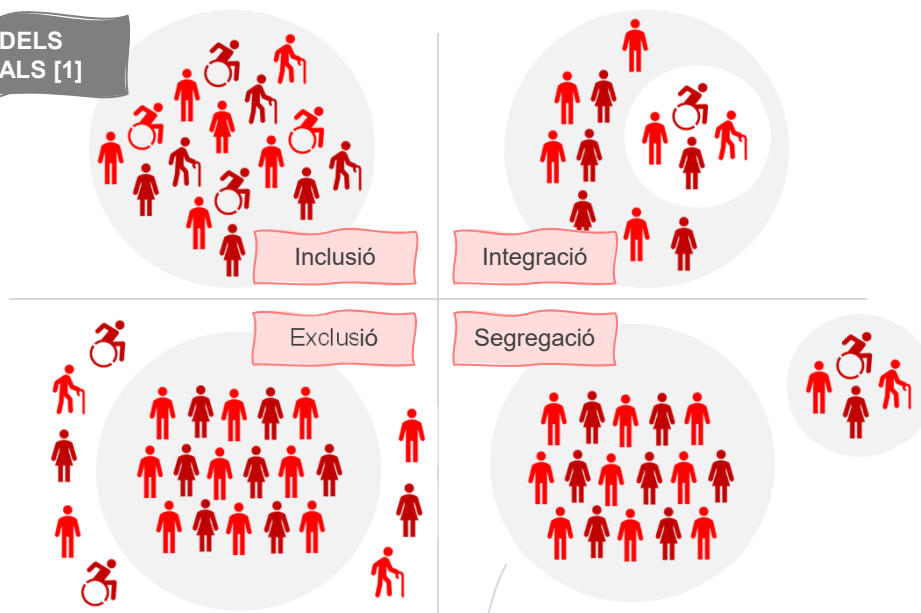 DELS
ALS [1]
Inclusió
Integració
Exclusió
Segregació